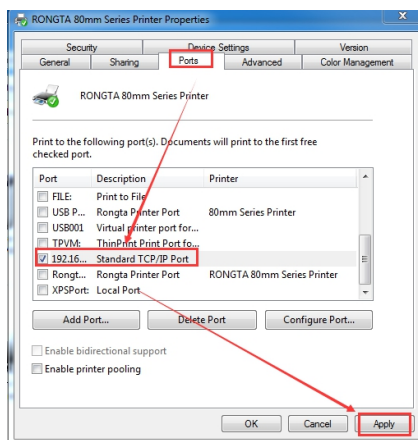 RONGTA 80mm Series Printer Properties
Security Device Settings Version
General Sharing Ports Advanced Color Management
RONGTA 80mm Series Printer
Print to the following port(s). Documents will print to the first free
checked port.
Port Description Printer
FILE: Print to File
USB P... Rongta Printer Port 80mm Series Printer
USB001 Virtual printer port for...
TPVM: ThinPrint Print Port fo...
192.16... Standard TCP/IP Port
Rongt... Rongta Printer Port RONGTA 80mm Series Printer
XPSPort: Local Port
Add Port... Delete Port Configure Port...
Enable bidirectional support
Enable printer pooling
OK Cancel Apply